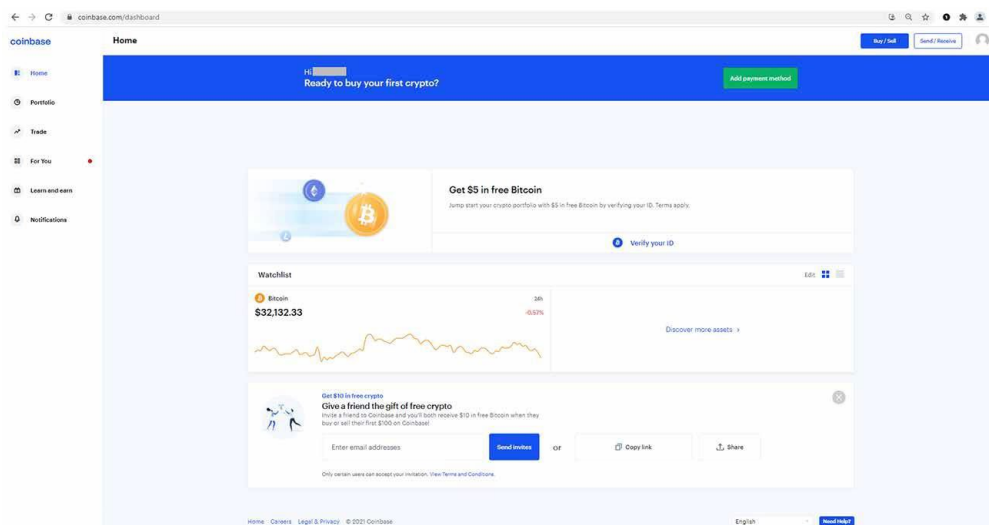 coinbase.com/dashboard
coinbase
Home
Buy / Sell
Send / Receive
Home
Portfolio
Trade
For You
Learn and earn
Notifications
Hi
Ready to buy your first crypto?
Add payment method
Get $5 in free Bitcoin
Jump start your crypto portfolio with $5 in free Bitcoin by verifying your ID. Terms apply.
Verify your ID
Watchlist
Edit
Bitcoin
24h
$32,132.33
-0.57%
Discover more assets
Get $10 in free crypto
Give a friend the gift of free crypto
Invite a friend to Coinbase and you'll both receive $10 in free Bitcoin when they
buy or sell their first $100 on Coinbase!
Enter email addresses
Send invites
or
Copy link
Share
Only certain users can accept your invitation. View Terms and Conditions.
Home Careers Legal & Privacy © 2021 Coinbase
English
Need Help?